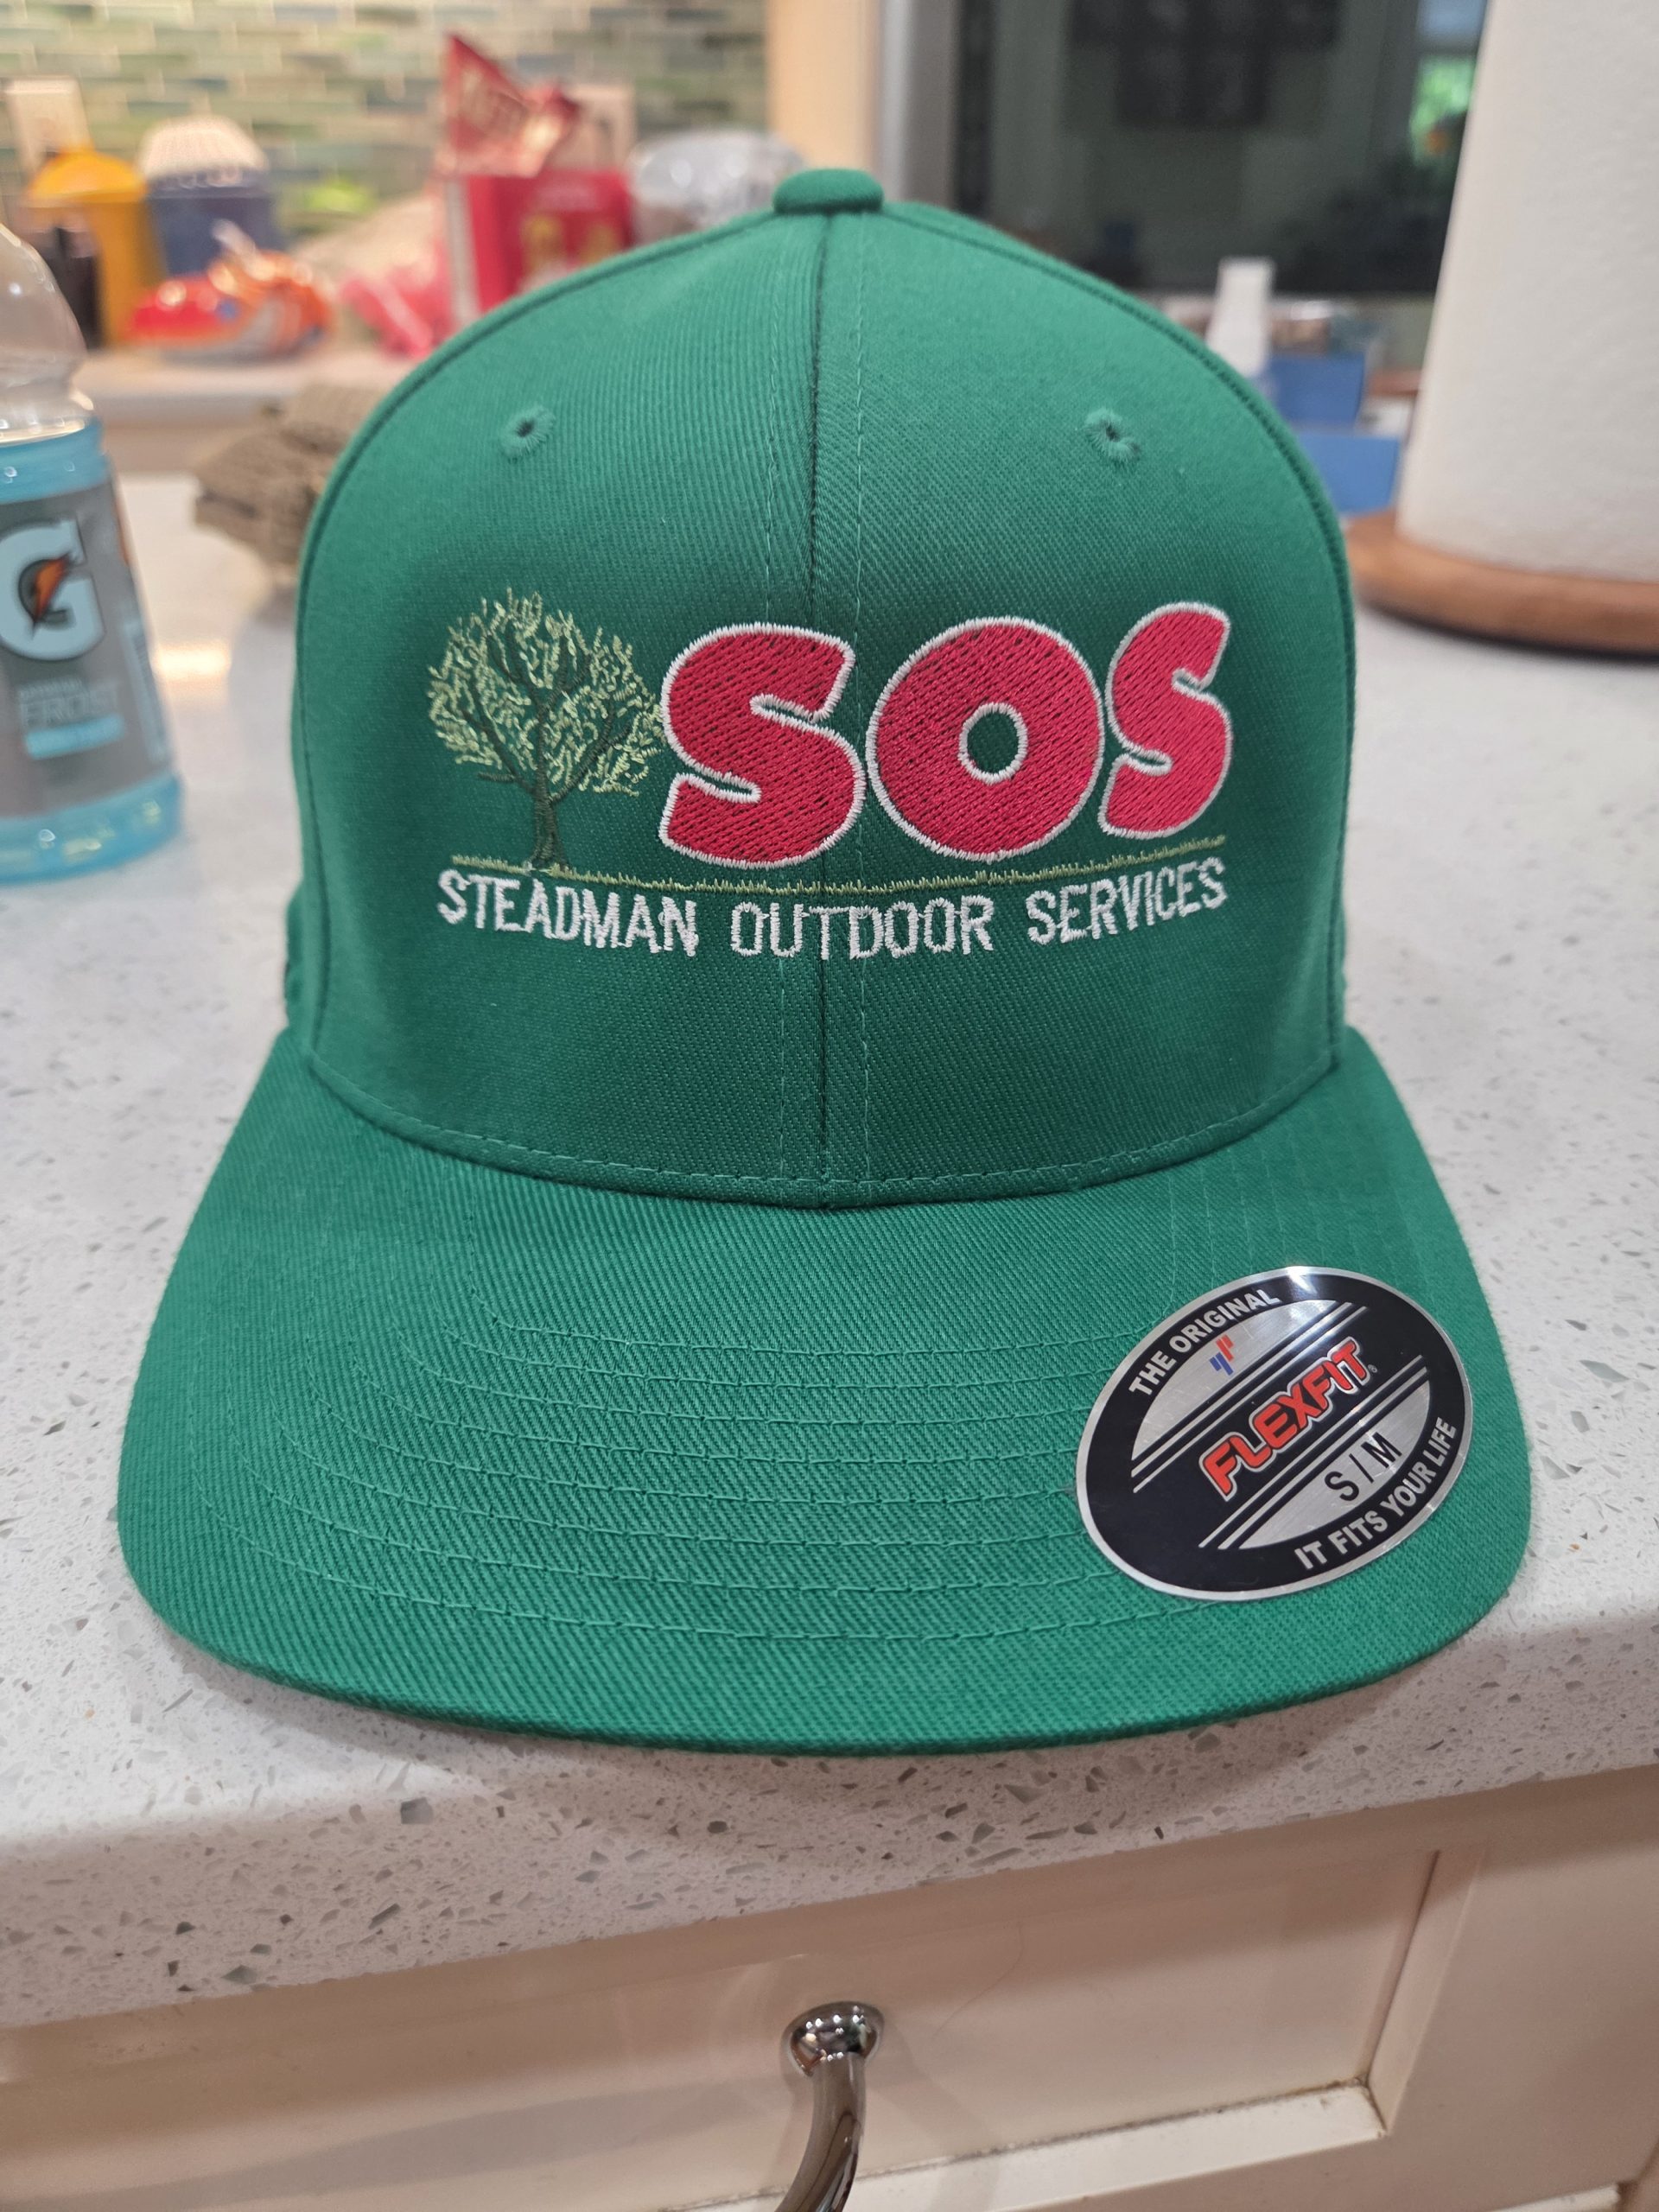 G
SOS
STEADMAN OUTDOOR SERVICES
THE ORIGINAL
FLEXFIT®
S/M
IT FITS YOUR LIFE